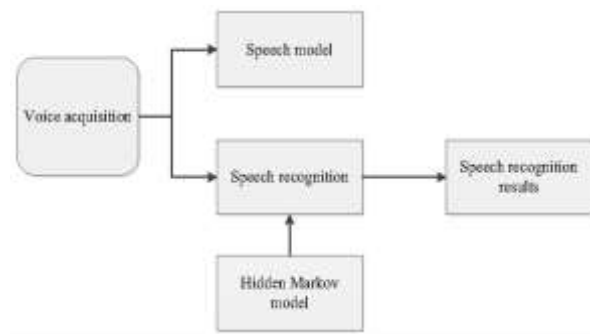 Speech model
Voice acquisition
Speech recognition
Speech recognition
results
Hidden Markov
model